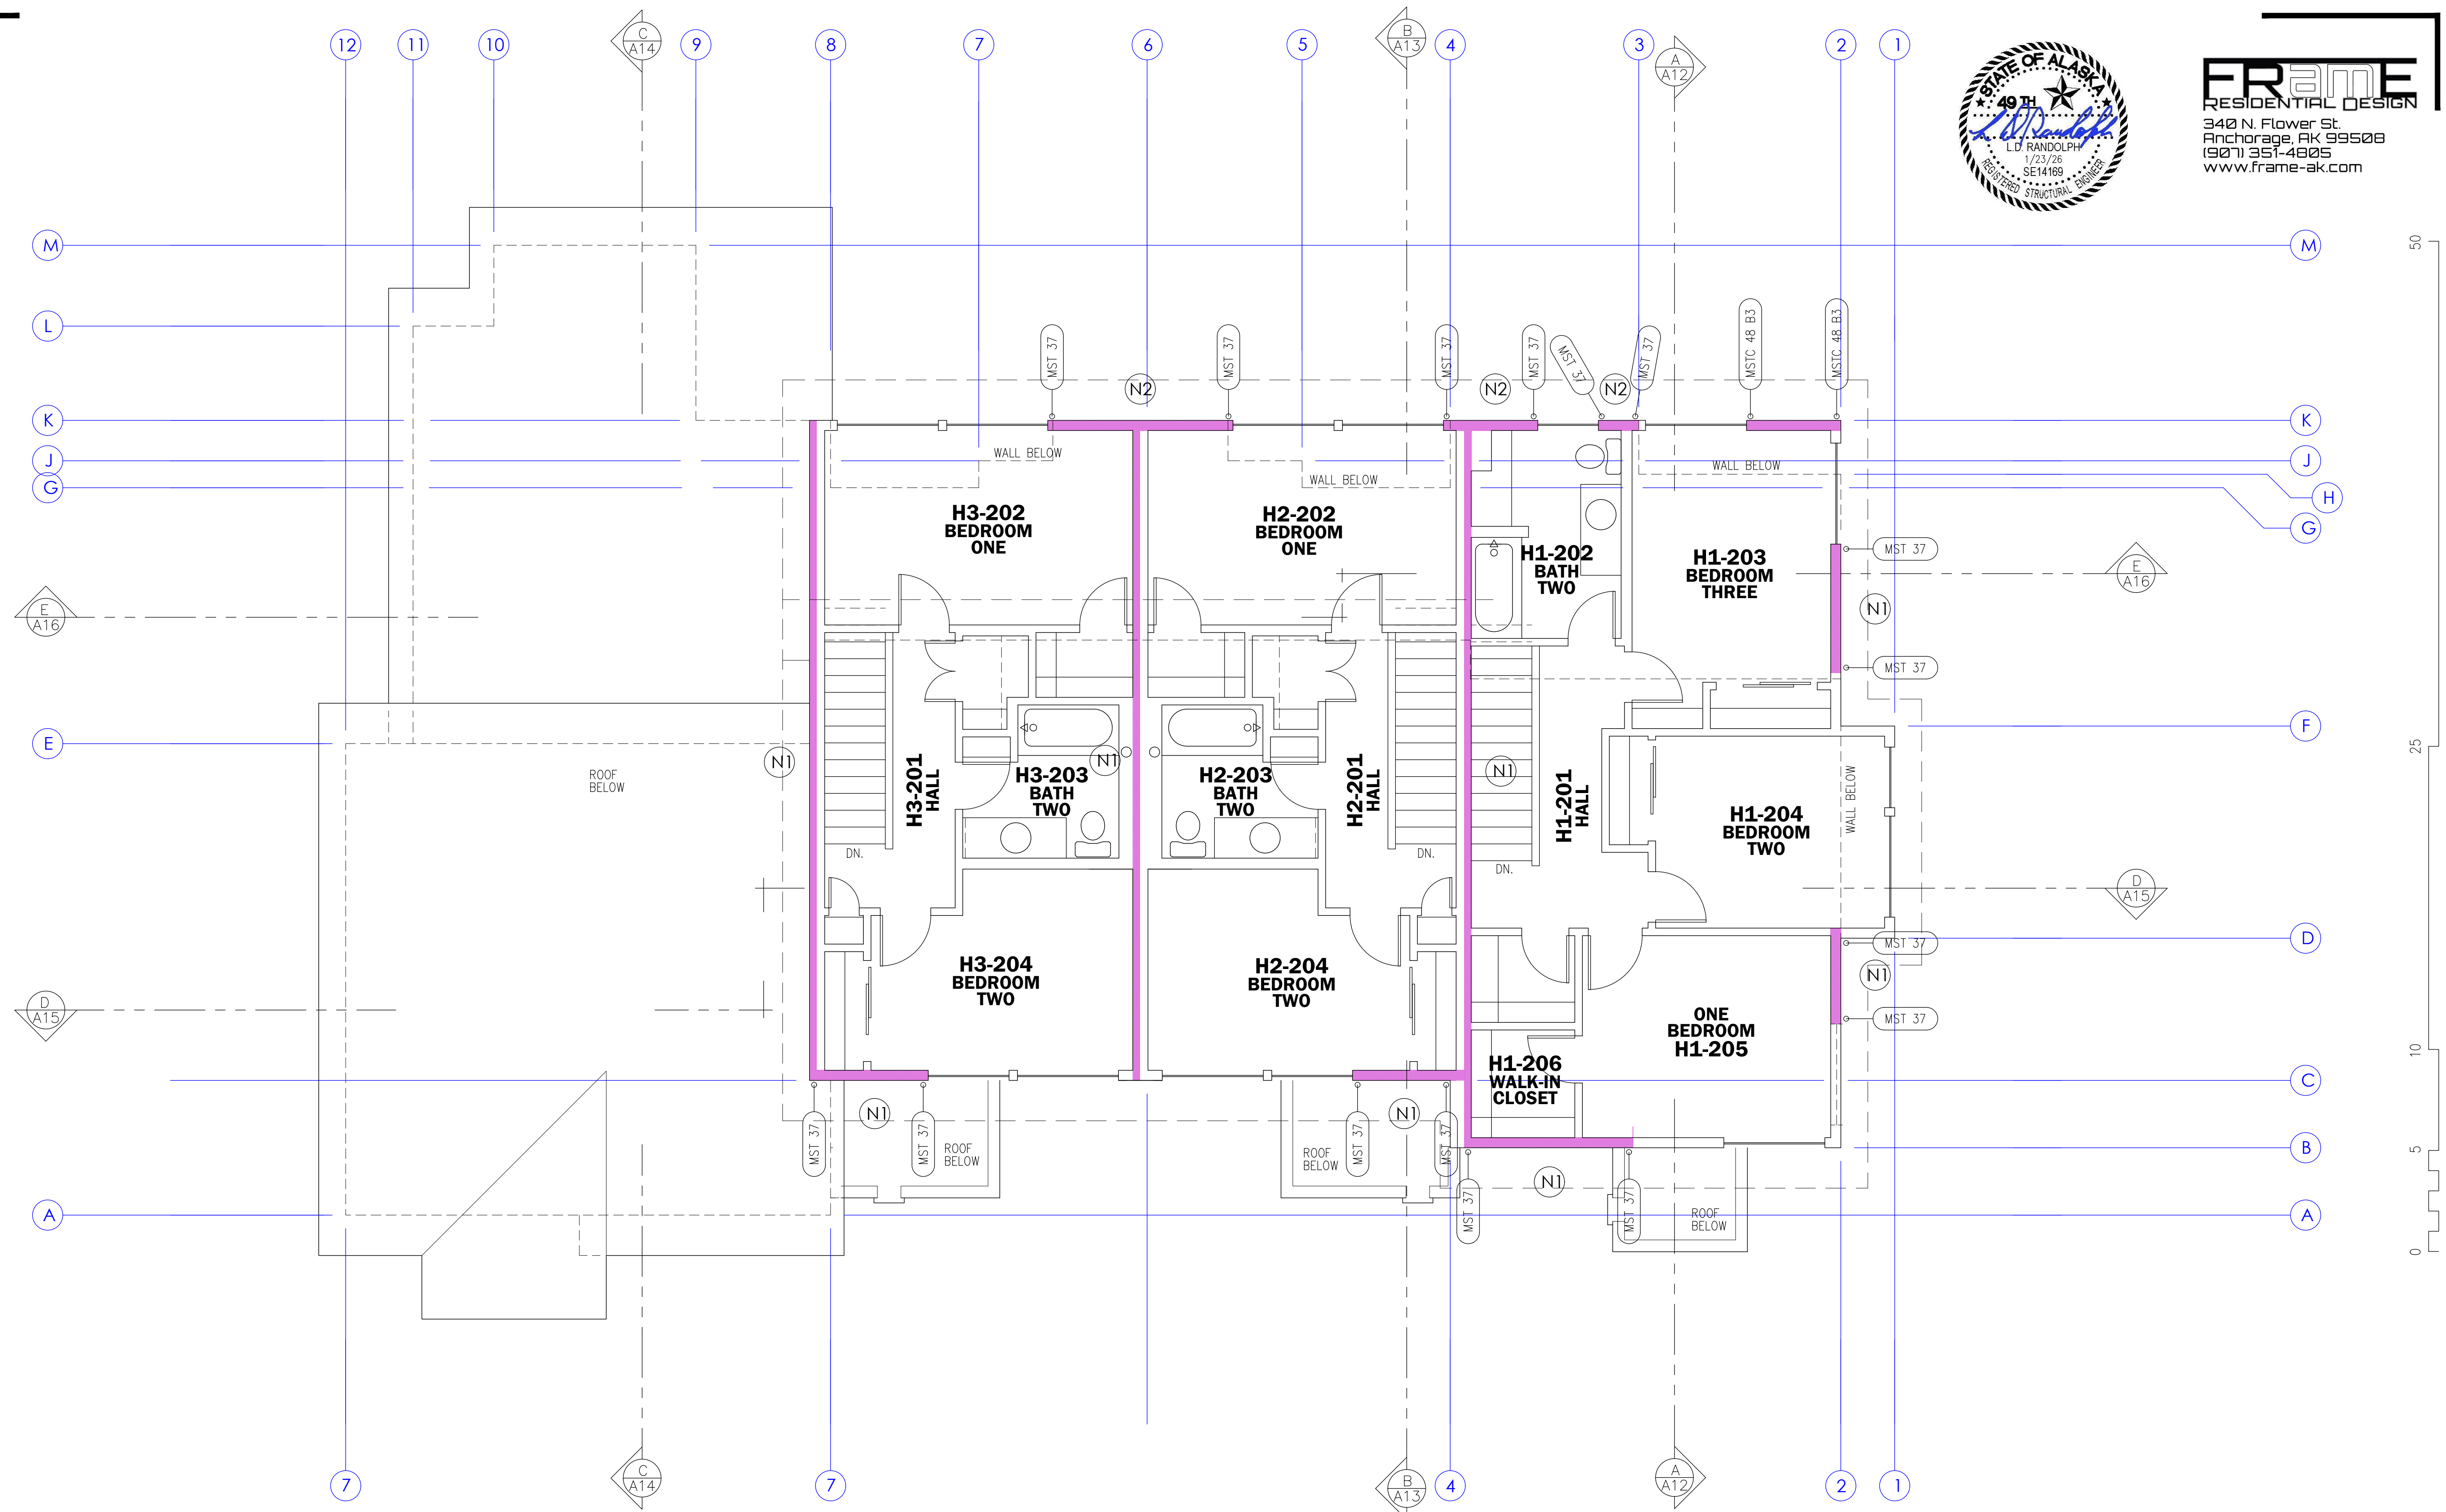 12
11
10
C
A14
9
8
7
6
5
B
A13
4
3
A
A12
2
1
STATE OF ALASKA
49 TH
L.D. RANDOLPH
1/23/26
SE14169
REGISTERED STRUCTURAL ENGINEER
FRamE
RESIDENTIAL DESIGN
340 N. Flower St.
Anchorage, AK 99508
(907) 351-4805
www.frame-ak.com
M
M
50
L
MST 37
MST 37
MST 37
MST 37
MST 37
MST 37
MSTC 48 B3
MSTC 48 B3
N2
N2
N2
K
K
J
J
G
H
G
WALL BELOW
WALL BELOW
WALL BELOW
H3-202
BEDROOM
ONE
H2-202
BEDROOM
ONE
H1-202
BATH
TWO
H1-203
BEDROOM
THREE
MST 37
E
A16
N1
E
A16
MST 37
E
F
25
ROOF
BELOW
N1
H3-201
HALL
H3-203
BATH
TWO
N1
H2-203
BATH
TWO
H2-201
HALL
N1
H1-201
HALL
H1-204
BEDROOM
TWO
WALL BELOW
DN.
DN.
DN.
D
A15
MST 37
D
N1
H3-204
BEDROOM
TWO
H2-204
BEDROOM
TWO
D
A15
MST 37
ONE
BEDROOM
H1-205
10
H1-206
WALK-IN
CLOSET
C
N1
N1
MST 37
MST 37
MST 37
MST 37
ROOF
BELOW
ROOF
BELOW
B
5
N1
MST 37
MST 37
ROOF
BELOW
A
A
0
7
C
A14
7
B
A13
4
A
A12
2
1